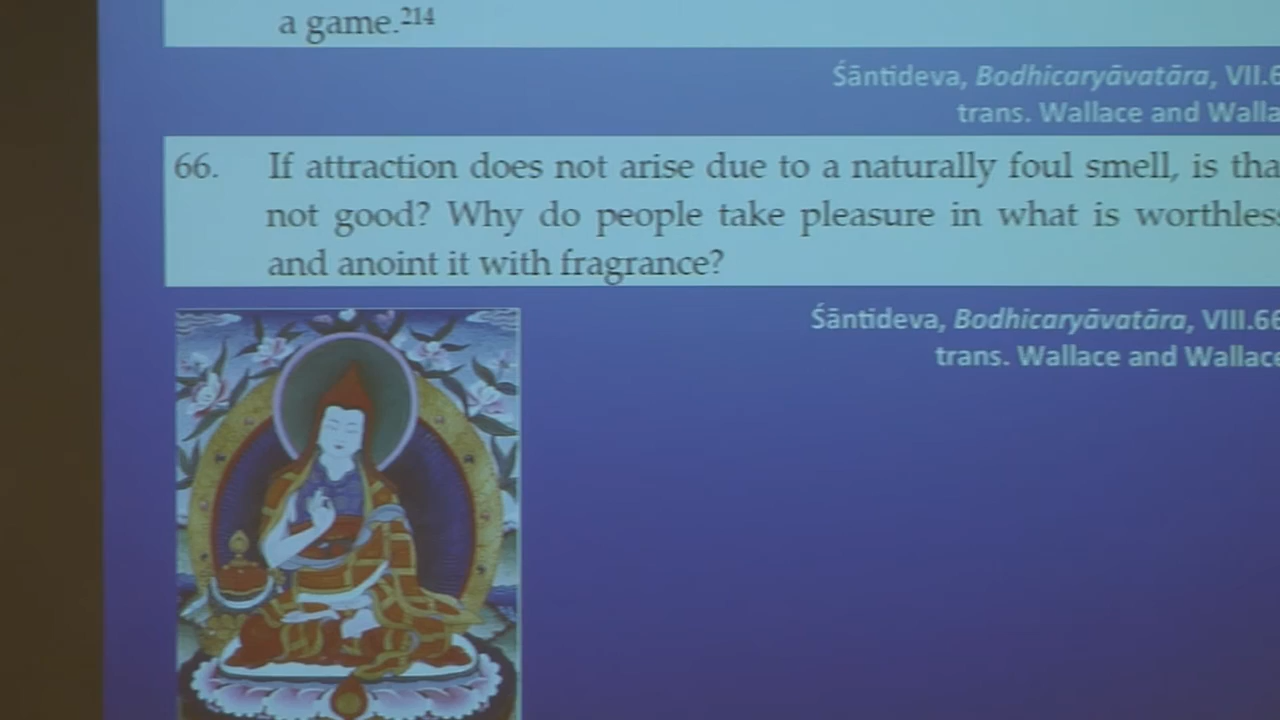 a game.²¹⁴
Śāntideva, Bodhicaryāvatāra, VII.6
trans. Wallace and Walla
66. If attraction does not arise due to a naturally foul smell, is tha
not good? Why do people take pleasure in what is worthles
and anoint it with fragrance?
Śāntideva, Bodhicaryāvatāra, VIII.66
trans. Wallace and Wallace